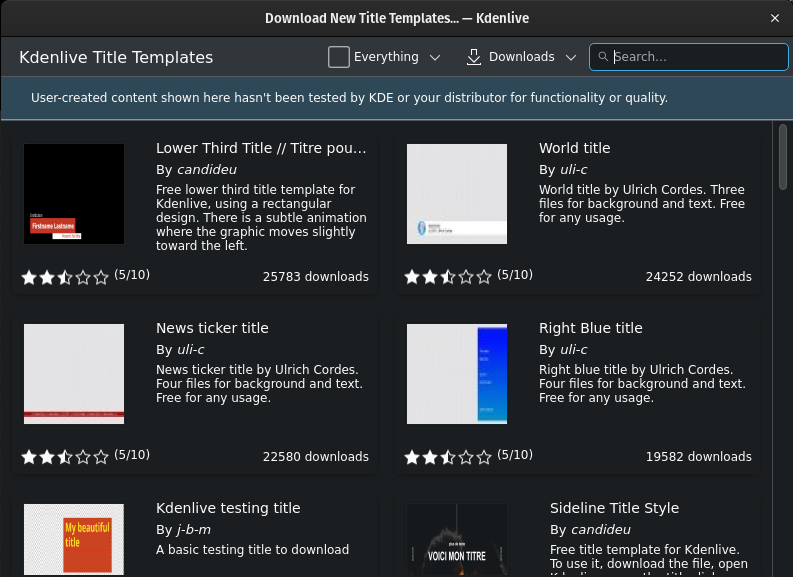 Download New Title Templates... — Kdenlive
Kdenlive Title Templates
Everything
Downloads
Search...
User-created content shown here hasn't been tested by KDE or your distributor for functionality or quality.
Lower Third Title // Titre pou...
By candideu
Free lower third title template for
Kdenlive, using a rectangular
design. There is a subtle animation
where the graphic moves slightly
toward the left.
Firstname Lastname
(5/10)
25783 downloads
World title
By uli-c
World title by Ulrich Cordes. Three
files for background and text. Free
for any usage.
(5/10)
24252 downloads
News ticker title
By uli-c
News ticker title by Ulrich Cordes.
Four files for background and text.
Free for any usage.
(5/10)
22580 downloads
Right Blue title
By uli-c
Right blue title by Ulrich Cordes.
Four files for background and text.
Free for any usage.
(5/10)
19582 downloads
My beautiful
title
Kdenlive testing title
By j-b-m
A basic testing title to download
VOICI MON TITRE
Sideline Title Style
By candideu
Free title template for Kdenlive.
To use it, download the file, open